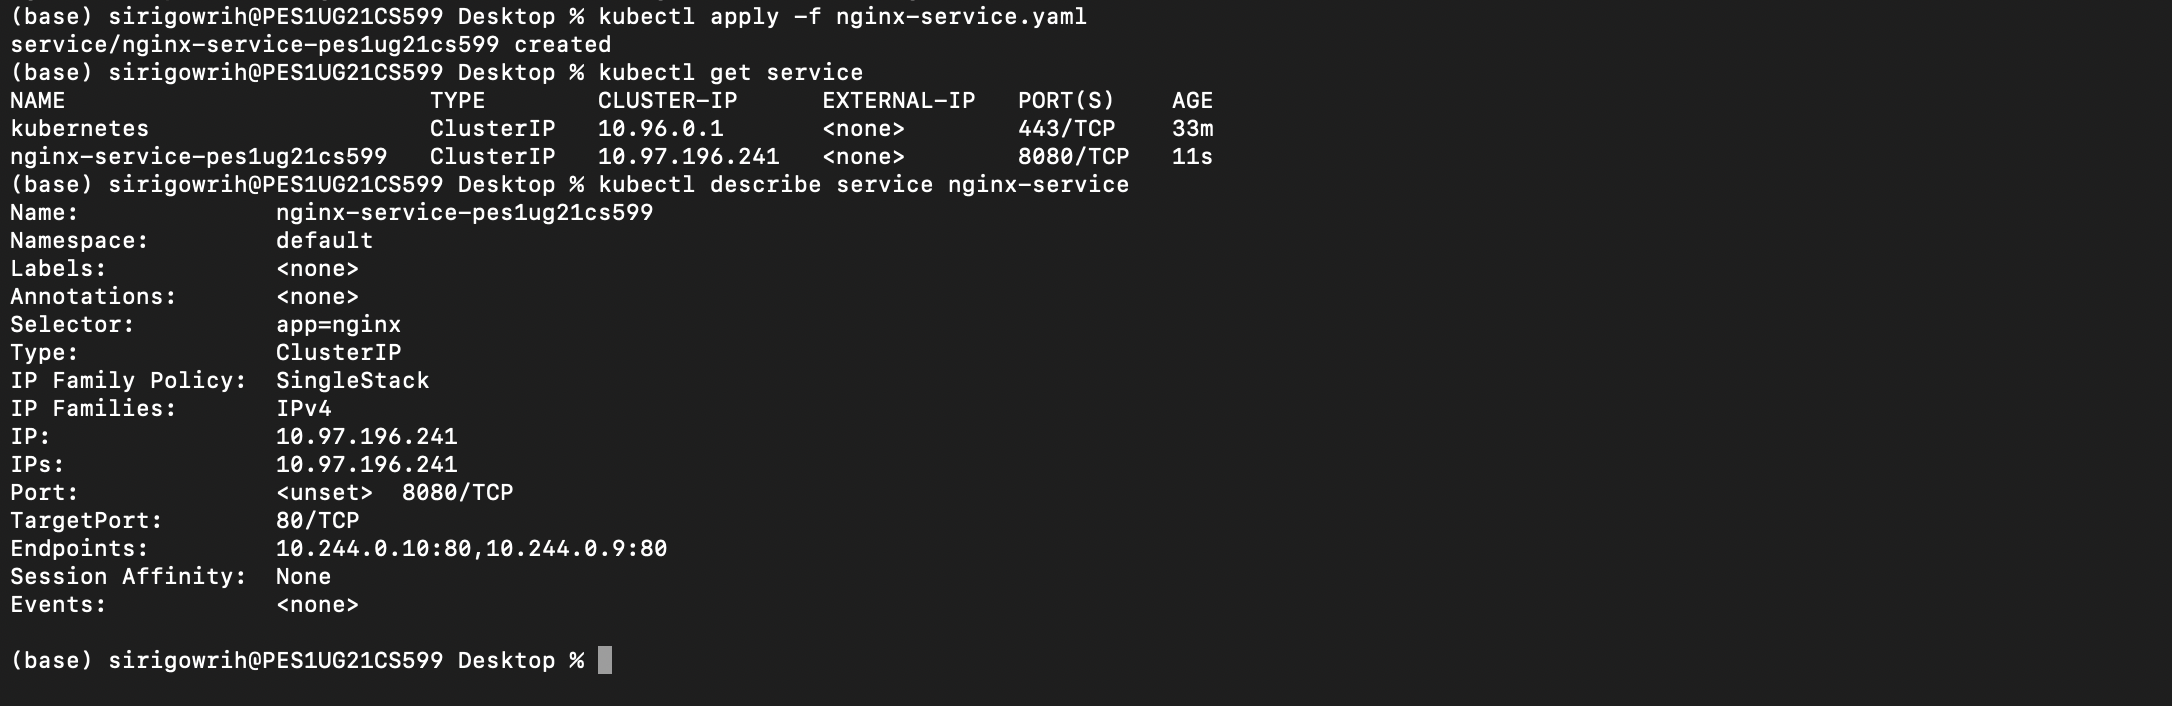 (base) sirigowrih@PES1UG21CS599 Desktop % kubectl apply -f nginx-service.yaml
service/nginx-service-pes1ug21cs599 created
(base) sirigowrih@PES1UG21CS599 Desktop % kubectl get service
NAME                          TYPE        CLUSTER-IP      EXTERNAL-IP   PORT(S)    AGE
kubernetes                    ClusterIP   10.96.0.1       <none>        443/TCP    33m
nginx-service-pes1ug21cs599   ClusterIP   10.97.196.241   <none>        8080/TCP   11s
(base) sirigowrih@PES1UG21CS599 Desktop % kubectl describe service nginx-service
Name:              nginx-service-pes1ug21cs599
Namespace:         default
Labels:            <none>
Annotations:       <none>
Selector:          app=nginx
Type:              ClusterIP
IP Family Policy:  SingleStack
IP Families:       IPv4
IP:                10.97.196.241
IPs:               10.97.196.241
Port:              <unset>  8080/TCP
TargetPort:        80/TCP
Endpoints:         10.244.0.10:80,10.244.0.9:80
Session Affinity:  None
Events:            <none>
(base) sirigowrih@PES1UG21CS599 Desktop %